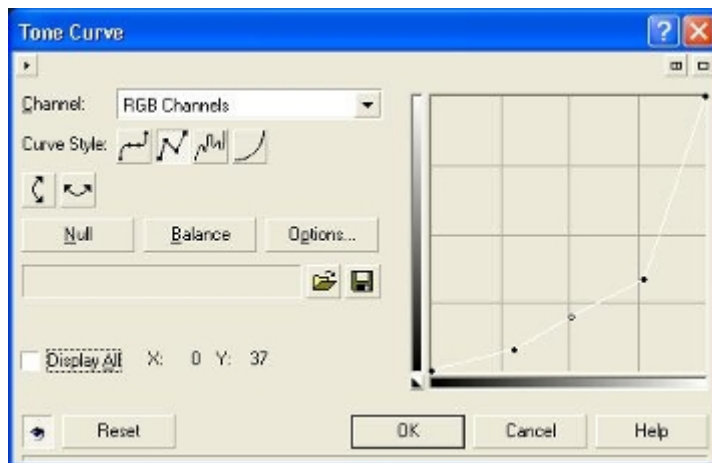 Tone Curve
Channel: RGB Channels
Curve Style:
Null Balance Options...
Display All X: 0 Y: 37
Reset OK Cancel Help